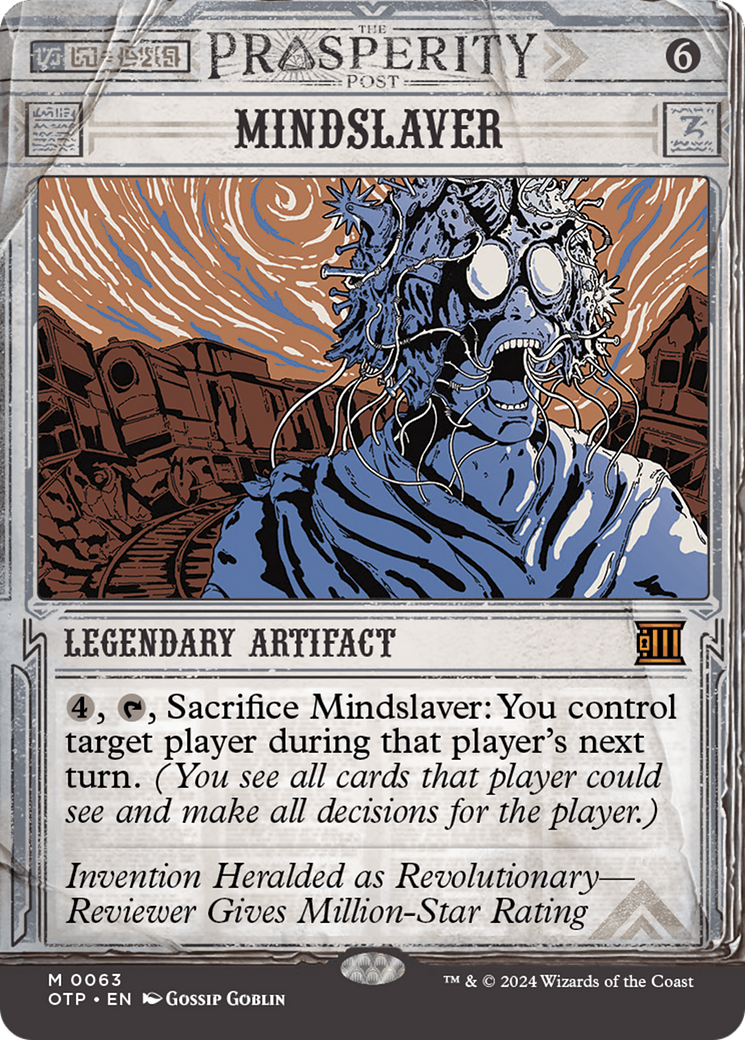 THE
PROSPERITY
POST
6
MINDSLAVER
LEGENDARY ARTIFACT
4, , Sacrifice Mindslaver: You control
target player during that player's next
turn. (You see all cards that player could
see and make all decisions for the player.)
Invention Heralded as Revolutionary—
Reviewer Gives Million-Star Rating
M 0063
OTP • EN Gossip Goblin
™ & © 2024 Wizards of the Coast